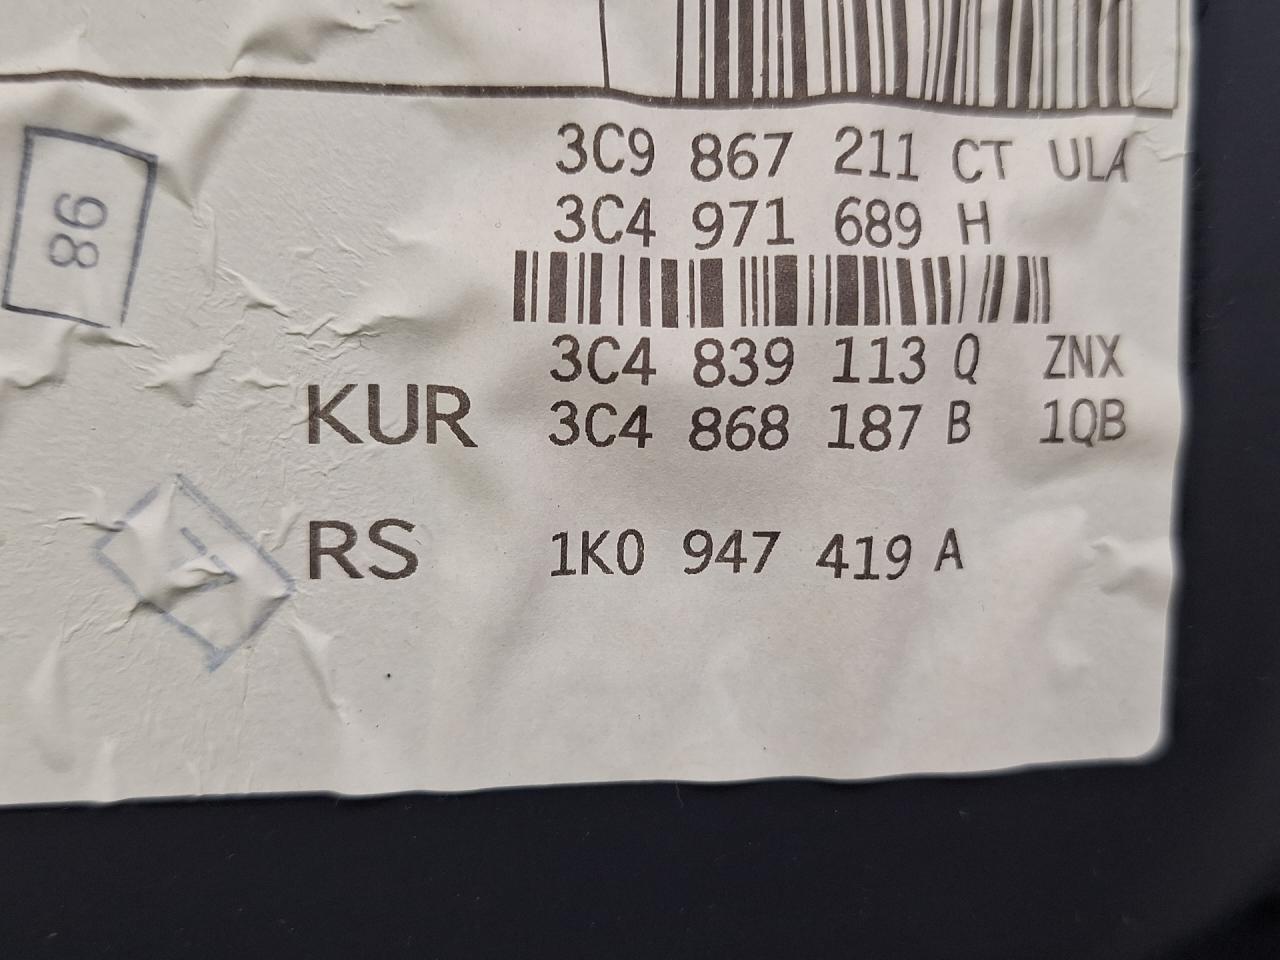 3C9 867 211 CT ULA
3C4 971 689 H
98
3C4 839 113 Q ZNX
KUR 3C4 868 187 B 1QB
RS 1K0 947 419 A